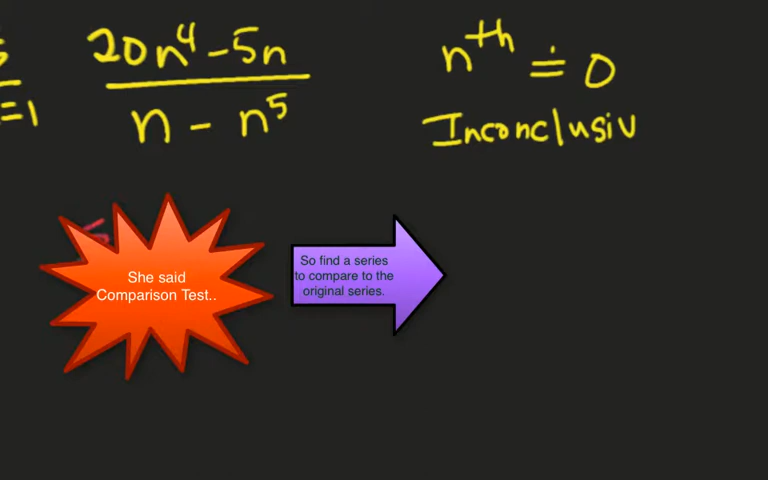 20n⁴ - 5n
n - n⁵
=1
nᵗʰ ≐ 0
Inconclusiv
She said
Comparison Test..
So find a series
to compare to the
original series.